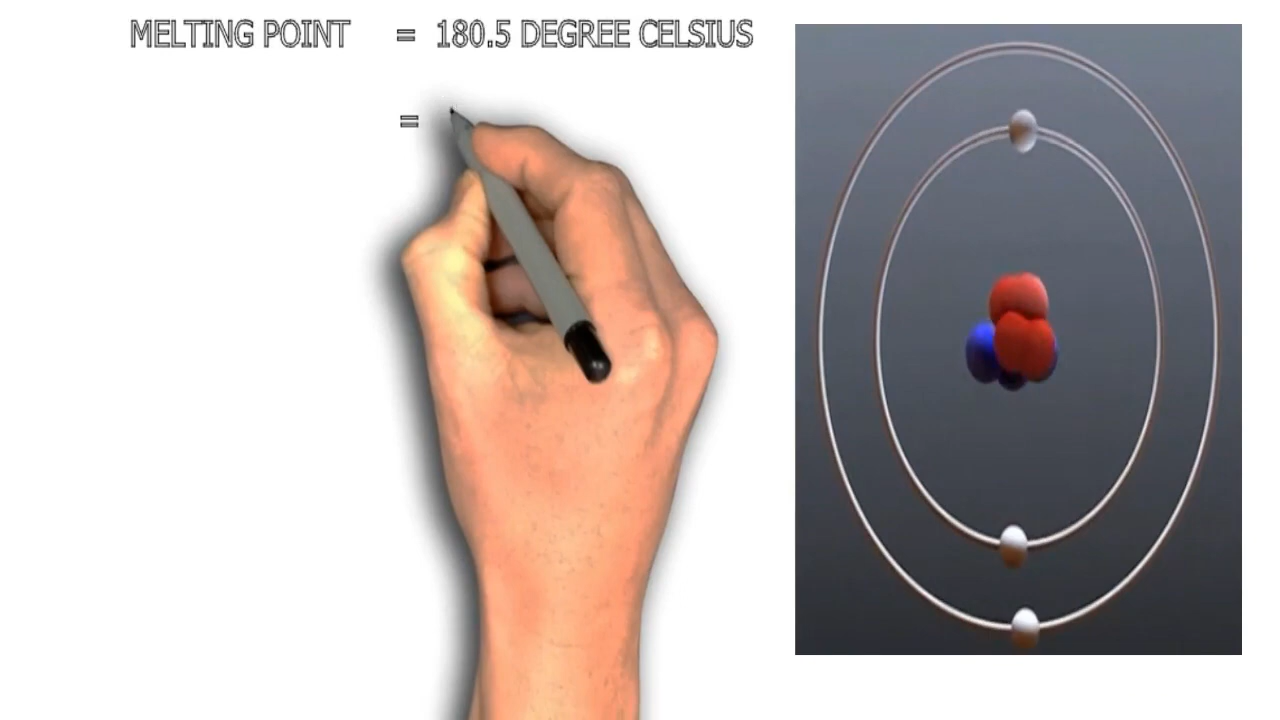 MELTING POINT = 180.5 DEGREE CELSIUS
=